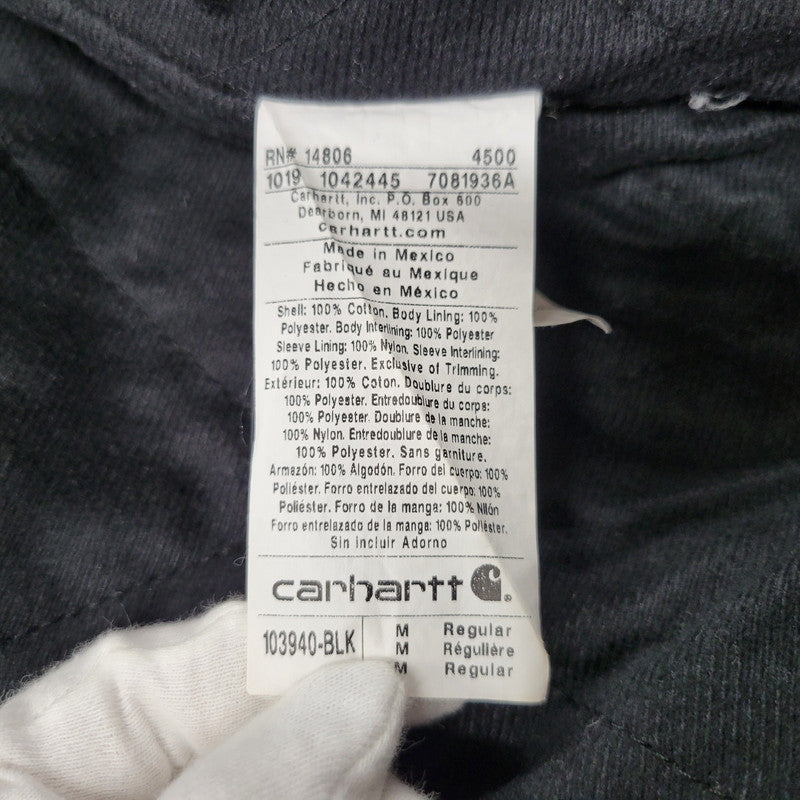 RN# 14806 4500
1019 1042445 7081936A
Carhartt, Inc. P.O. Box 600
Dearborn, MI 48121 USA
carhartt.com
Made in Mexico
Fabriqué au Mexique
Hecho en México
Shell: 100% Cotton. Body Lining: 100%
Polyester. Body Interlining: 100% Polyester
Sleeve Lining: 100% Nylon. Sleeve Interlining:
100% Polyester. Exclusive of Trimming.
Extérieur: 100% Coton. Doublure du corps:
100% Polyester. Entredoublure du corps:
100% Polyester. Doublure de la manche:
100% Nylon. Entredoublure de la manche:
100% Polyester. Sans garniture.
Armazón: 100% Algodón. Forro del cuerpo: 100%
Poliéster. Forro entrelazado del cuerpo: 100%
Poliéster. Forro de la manga: 100% Nilón
Forro entrelazado de la manga: 100% Poliéster.
Sin incluir Adorno
carhartt
103940-BLK M Regular
M Régulière
M Regular